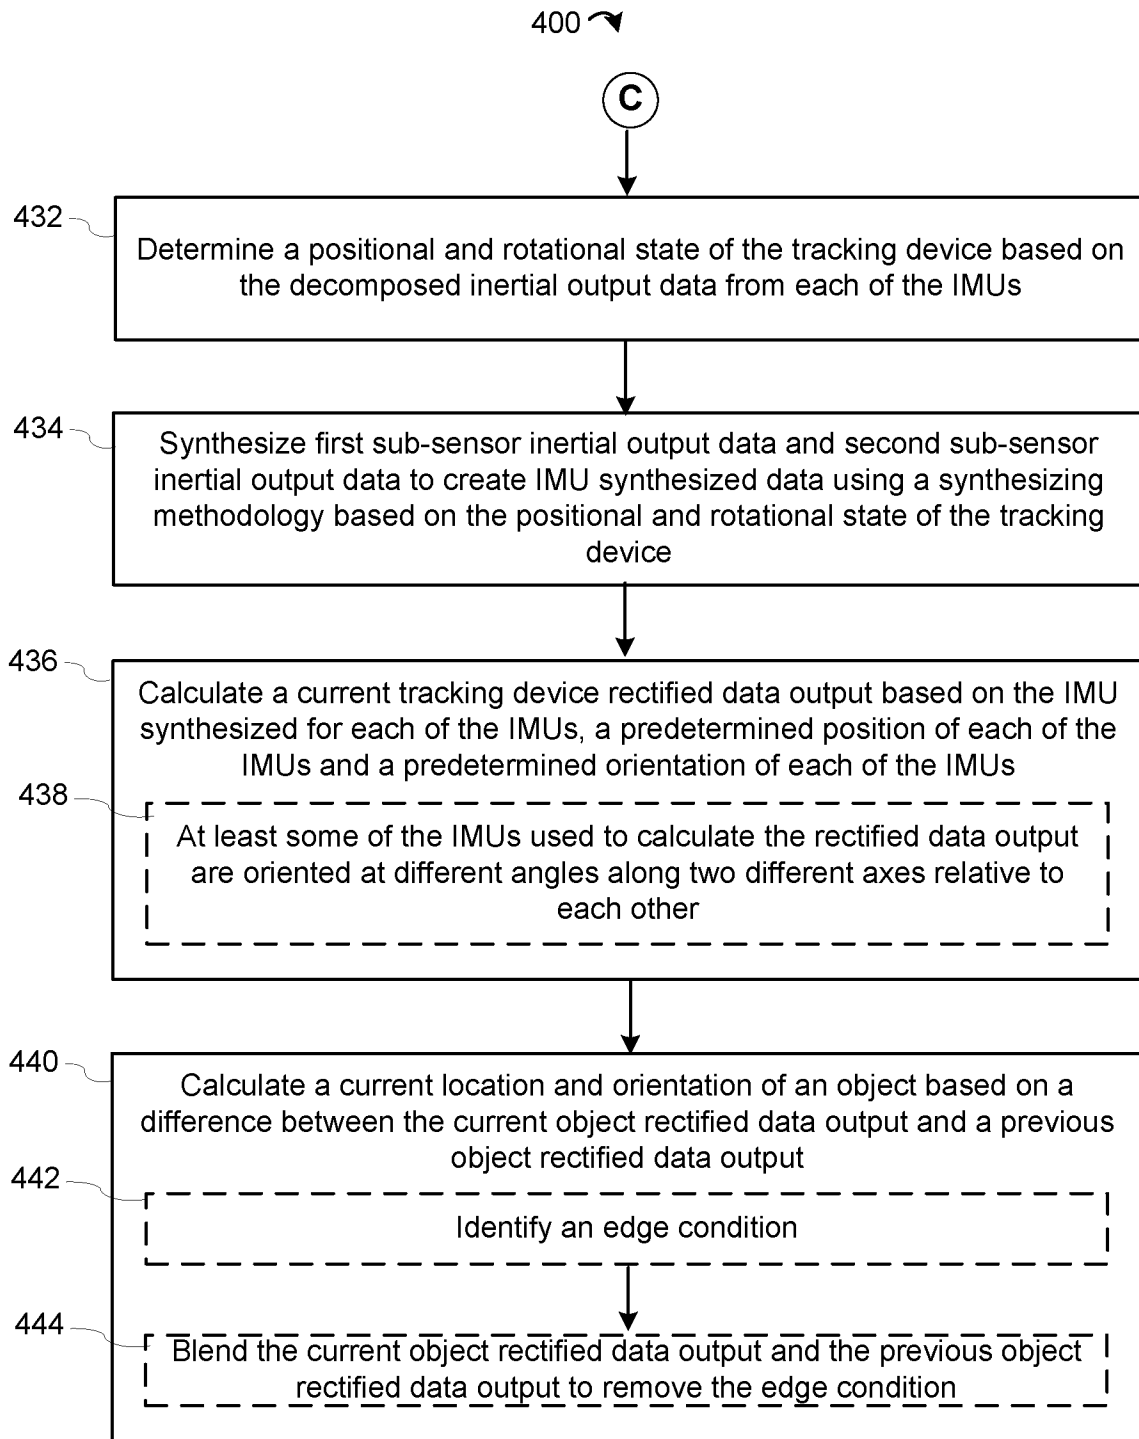 400
C
432
Determine a positional and rotational state of the tracking device based on
the decomposed inertial output data from each of the IMUs
434
Synthesize first sub-sensor inertial output data and second sub-sensor
inertial output data to create IMU synthesized data using a synthesizing
methodology based on the positional and rotational state of the tracking
device
436
Calculate a current tracking device rectified data output based on the IMU
synthesized for each of the IMUs, a predetermined position of each of the
IMUs and a predetermined orientation of each of the IMUs
438
At least some of the IMUs used to calculate the rectified data output
are oriented at different angles along two different axes relative to
each other
440
Calculate a current location and orientation of an object based on a
difference between the current object rectified data output and a previous
object rectified data output
442
Identify an edge condition
444
Blend the current object rectified data output and the previous object
rectified data output to remove the edge condition